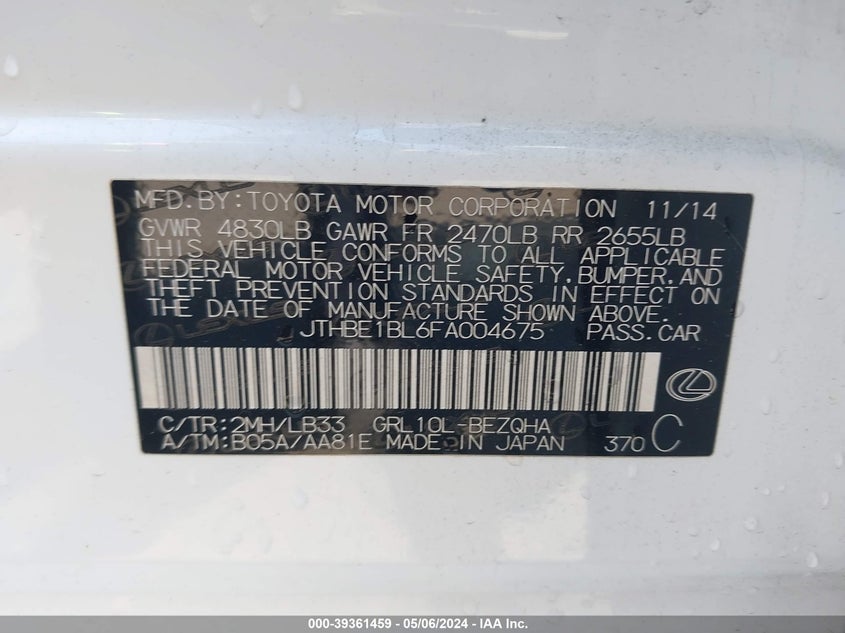 MFD.BY:TOYOTA MOTOR CORPORATION 11/14
GVWR 4830LB GAWR FR 2470LB RR 2655LB
THIS VEHICLE CONFORMS TO ALL APPLICABLE
FEDERAL MOTOR VEHICLE SAFETY,BUMPER,AND
THEFT PREVENTION STANDARDS IN EFFECT ON
THE DATE OF MANUFACTURE SHOWN ABOVE.
JTHBE1BL6FA004675 PASS.CAR
C/TR:2MH/LB33 GRL10L-BEZQHA
A/TM:B05A/AA81E MADE IN JAPAN 370 C
000-39361459 - 05/06/2024 - IAA Inc.